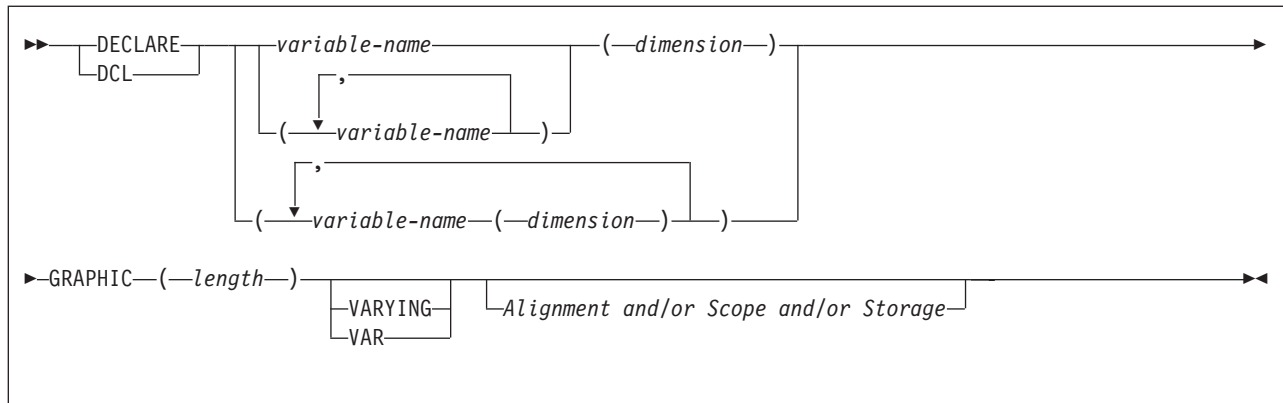 DECLARE variable-name ( dimension )
DCL
,
( variable-name )
,
( variable-name ( dimension ) )
GRAPHIC ( length )
VARYING Alignment and/or Scope and/or Storage
VAR